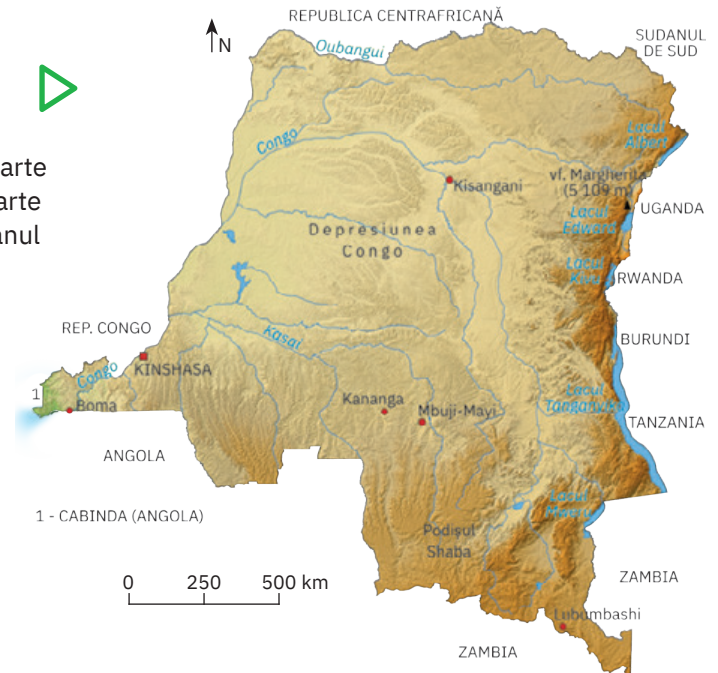 REPUBLICA CENTRAFRICANĂ
N
Oubangui
SUDANUL
DE SUD
arte
arte
anul
Congo
Lacul
Albert
Kisangani
vf. Margherita
(5 109 m)
UGANDA
Lacul
Edward
Depresiunea
Congo
Lacul
Kivu
RWANDA
REP. CONGO
Kasai
BURUNDI
KINSHASA
Congo
1
Boma
Kananga
Mbuji-Mayi
Lacul
Tanganyika
TANZANIA
ANGOLA
1 - CABINDA (ANGOLA)
Lacul
Mweru
Podișul
Shaba
0 250 500 km
ZAMBIA
Lubumbashi
ZAMBIA